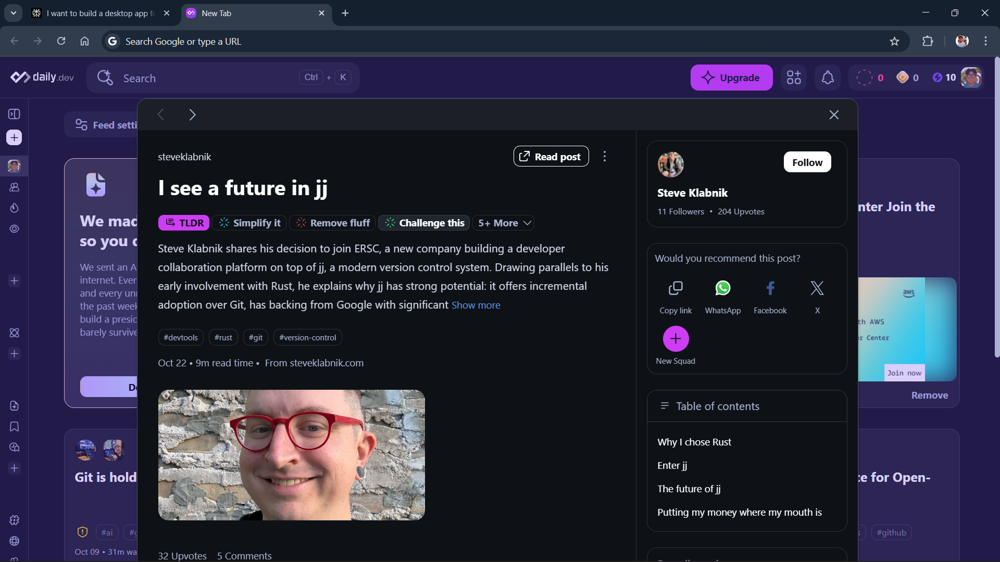 I want to build a desktop app fo
New Tab
Search Google or type a URL
daily.dev
Search
Ctrl + K
Upgrade
0
0
10
Feed setti
steveklabnik
Read post
I see a future in jj
TLDR
Simplify it
Remove fluff
Challenge this
5+ More
Steve Klabnik shares his decision to join ERSC, a new company building a developer
collaboration platform on top of jj, a modern version control system. Drawing parallels to his
early involvement with Rust, he explains why jj has strong potential: it offers incremental
adoption over Git, has backing from Google with significant Show more
#devtools
#rust
#git
#version-control
Oct 22 • 9m read time • From steveklabnik.com
32 Upvotes 5 Comments
Follow
Steve Klabnik
11 Followers • 204 Upvotes
Would you recommend this post?
Copy link
WhatsApp
Facebook
X
New Squad
Table of contents
Why I chose Rust
Enter jj
The future of jj
Putting my money where my mouth is
We mad
so you c
We sent an A
internet. Ever
and every un
the past week
build a presid
barely survive
Git is hold
#ai
Oct 09 • 31m wa
nter Join the
aws
th AWS
r Center
Join now
Remove
ce for Open-
#github